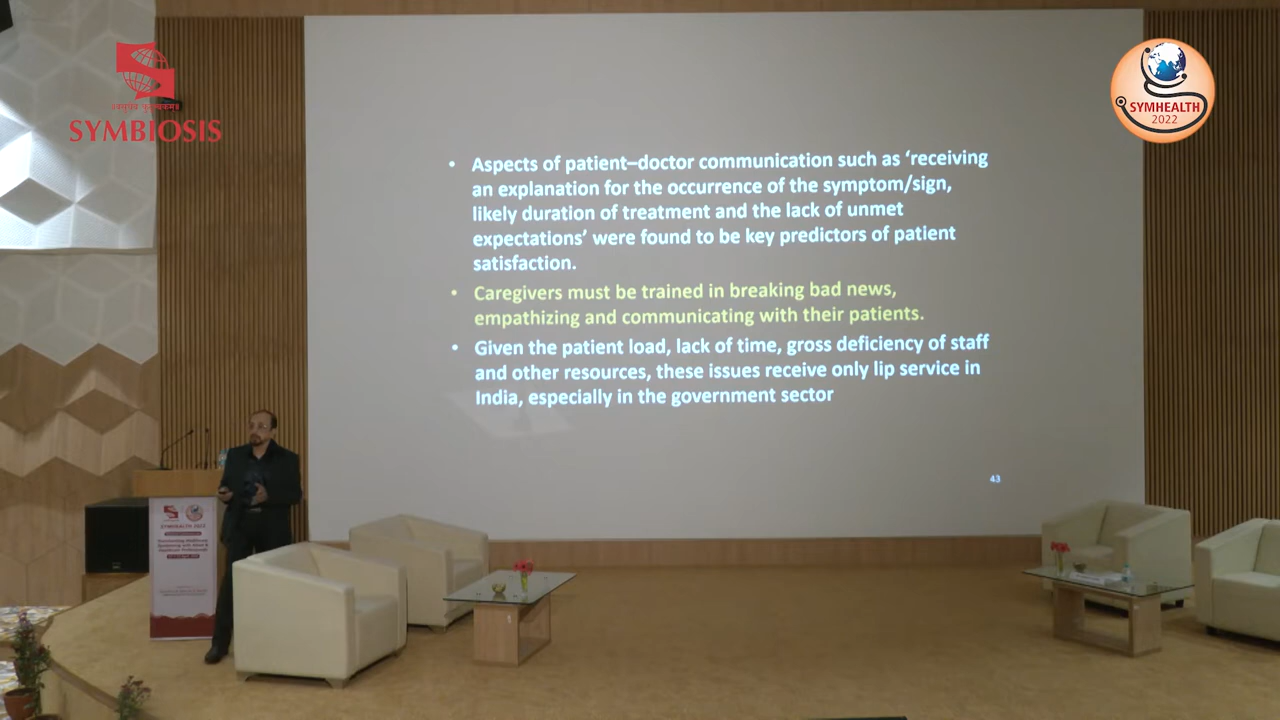 ॥वसुधैव कुटुम्बकम्॥
SYMBIOSIS
SYMHEALTH
2022
• Aspects of patient–doctor communication such as ‘receiving
an explanation for the occurrence of the symptom/sign,
likely duration of treatment and the lack of unmet
expectations’ were found to be key predictors of patient
satisfaction.
• Caregivers must be trained in breaking bad news,
empathizing and communicating with their patients.
• Given the patient load, lack of time, gross deficiency of staff
and other resources, these issues receive only lip service in
India, especially in the government sector
43
SYMHEALTH 2022